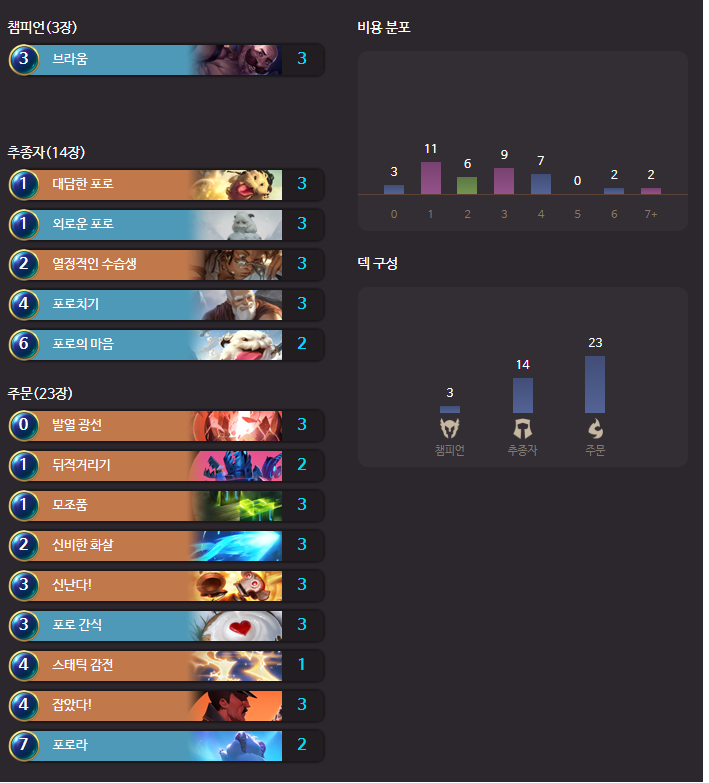 챔피언(3장)
3 브라움 3
추종자(14장)
1 대담한 포로 3
1 외로운 포로 3
2 열정적인 수습생 3
4 포로치기 3
6 포로의 마음 2
주문(23장)
0 발열 광선 3
1 뒤적거리기 2
1 모조품 3
2 신비한 화살 3
3 신난다! 3
3 포로 간식 3
4 스태틱 감전 1
4 잡았다! 3
7 포로라 2
비용 분포
3 11 6 9 7 0 2 2
0 1 2 3 4 5 6 7+
덱 구성
3 14 23
챔피언 추종자 주문